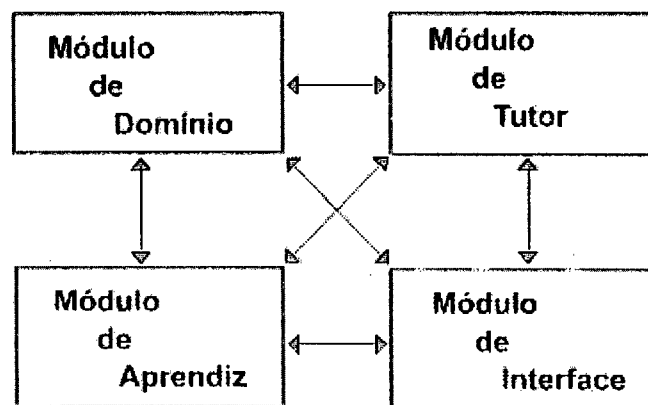 Módulo
de
Domínio
Módulo
de
Tutor
Módulo
de
Aprendiz
Módulo
de
Interface